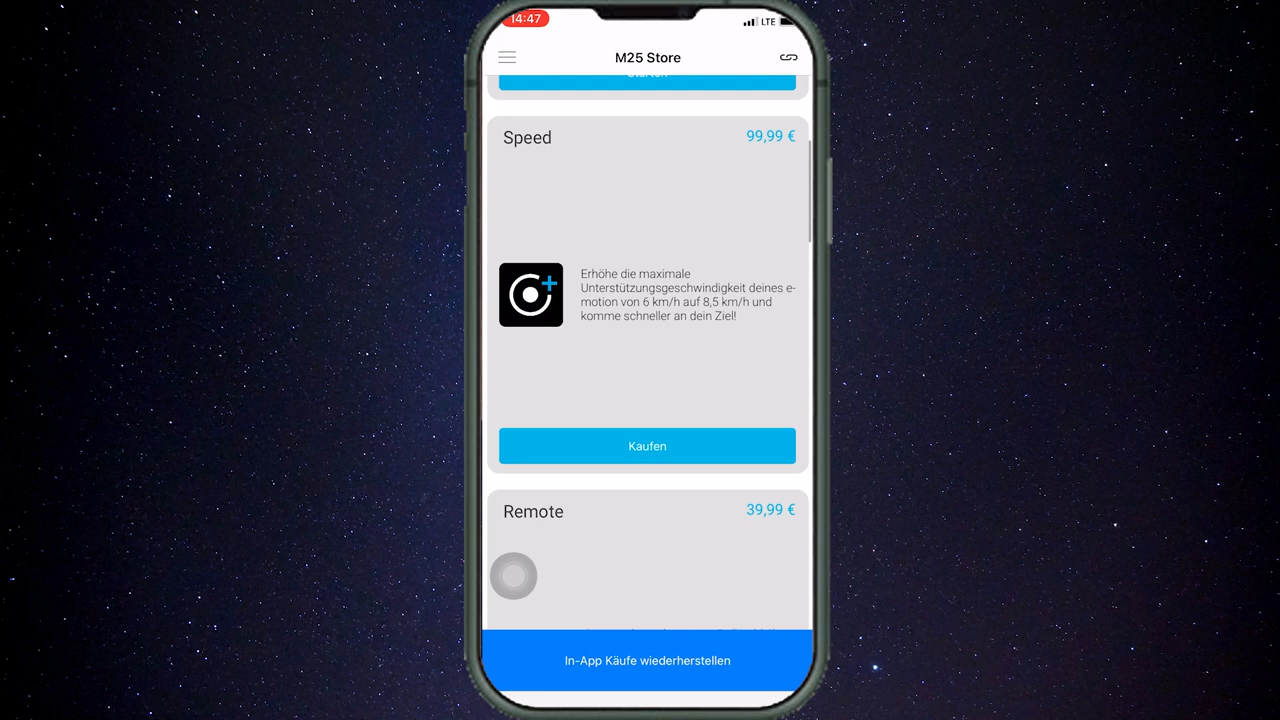 14:47
LTE
M25 Store
Starten
Speed
99,99 €
Erhöhe die maximale
Unterstützungsgeschwindigkeit deines e-
motion von 6 km/h auf 8,5 km/h und
komme schneller an dein Ziel!
Kaufen
Remote
39,99 €
In-App Käufe wiederherstellen